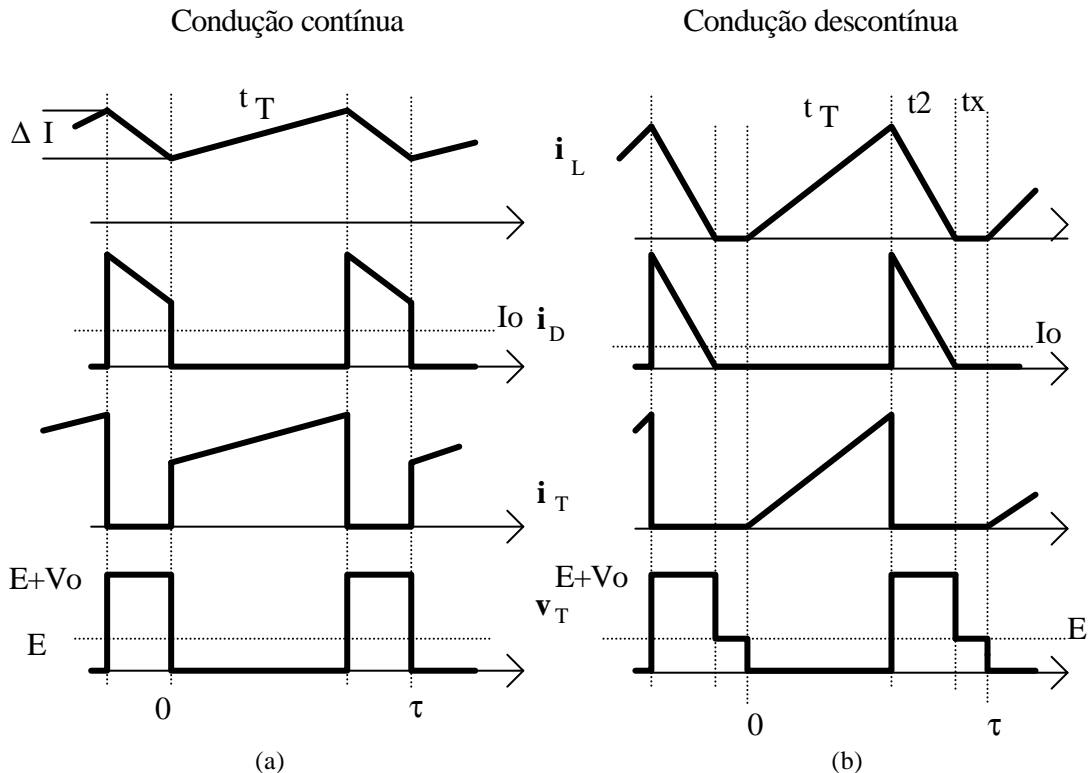 Condução contínua
Condução descontínua
t T
Δ I
t T
t2
tx
i L
Io
i D
Io
i T
E+Vo
E
E+Vo
v T
E
0
τ
0
τ
(a)
(b)